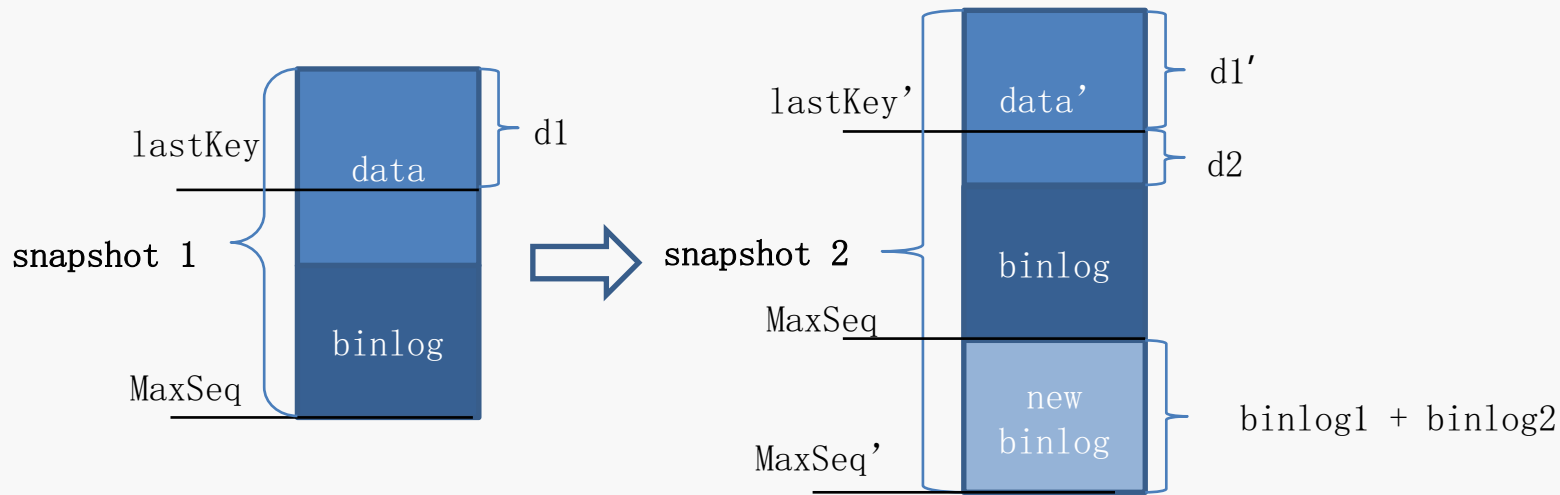 lastKey
data
d1
snapshot 1
binlog
MaxSeq
lastKey’
data’
d1'
d2
snapshot 2
binlog
MaxSeq
new
binlog
binlog1 + binlog2
MaxSeq’